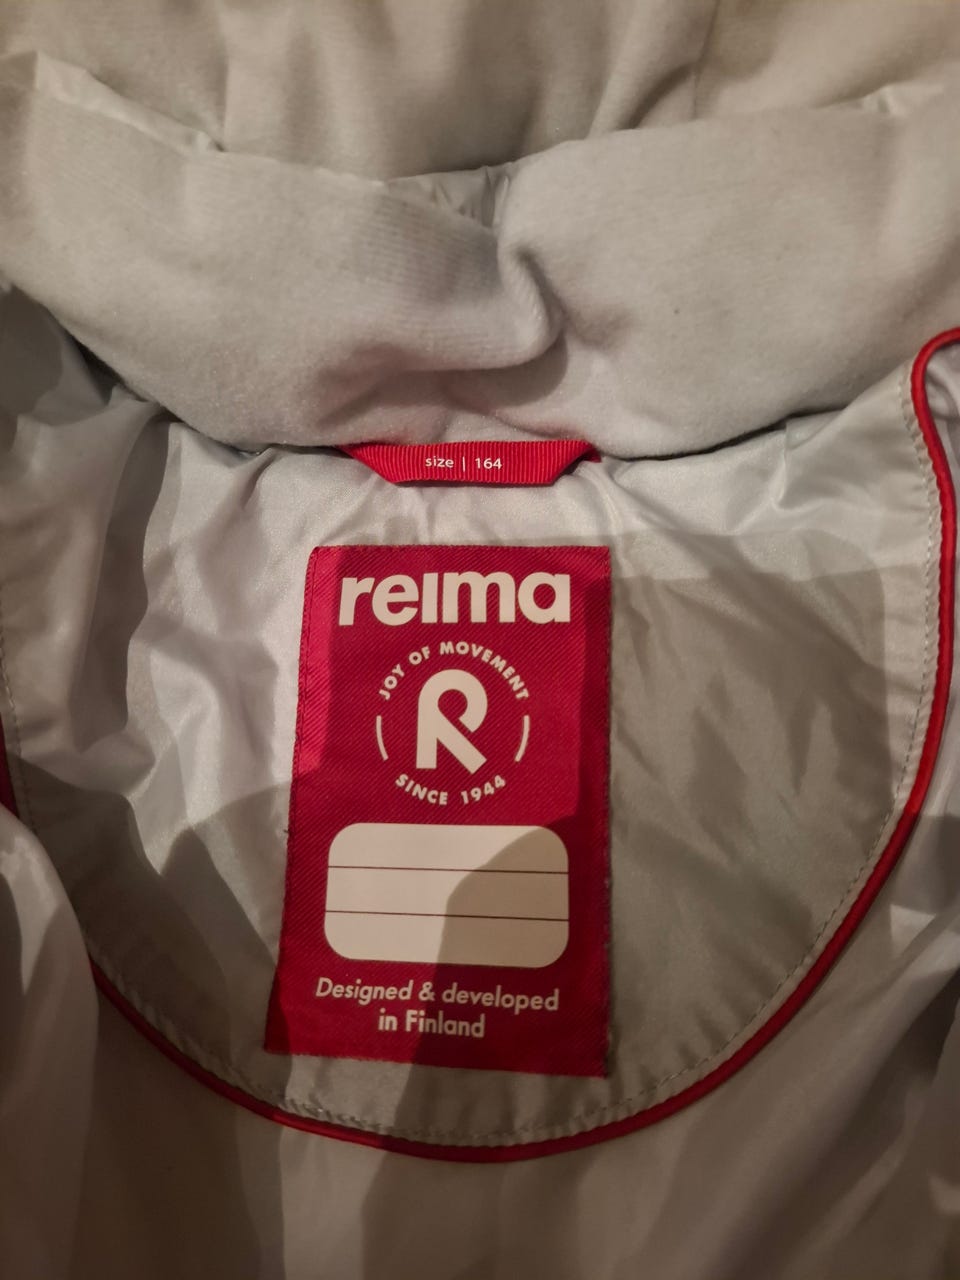 size | 164
reima
JOY OF MOVEMENT
R
SINCE 1944
Designed & developed
in Finland